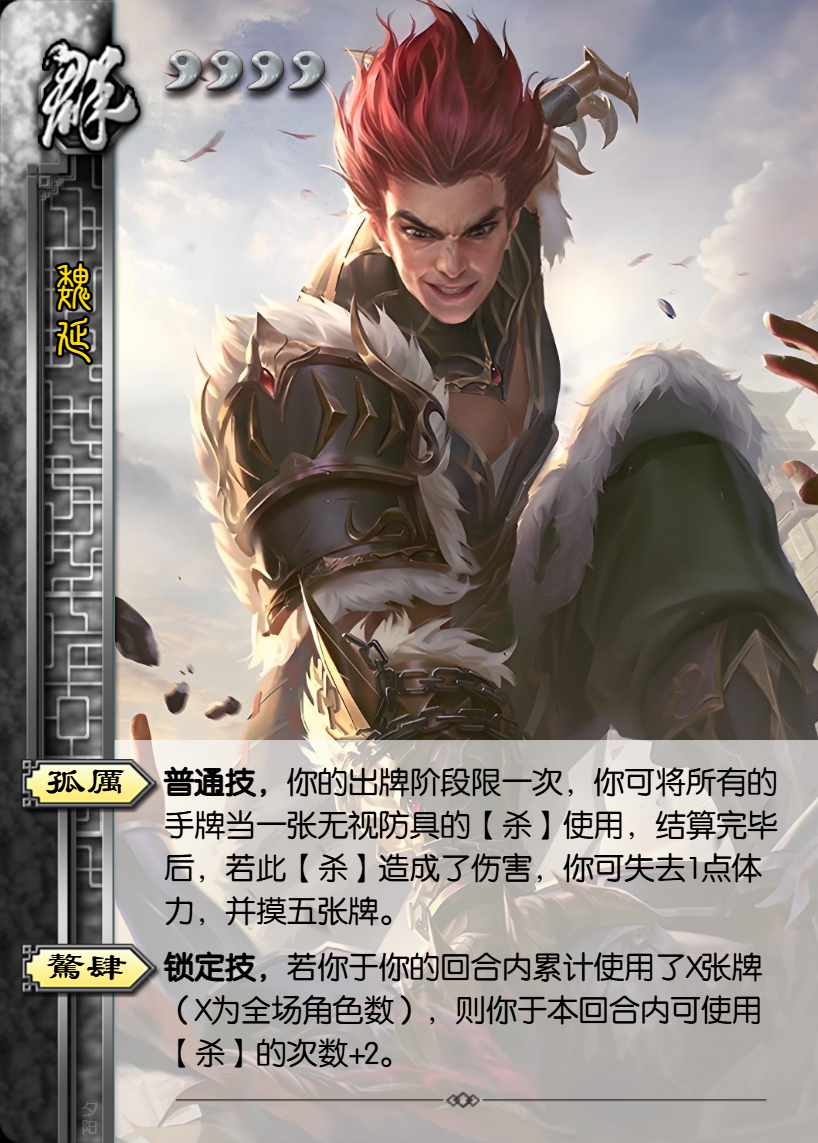 群
魏延
孤厲
普通技，你的出牌阶段限一次，你可将所有的
手牌当一张无视防具的【杀】使用，结算完毕
后，若此【杀】造成了伤害，你可失去1点体
力，并摸五张牌。
驁肆
锁定技，若你于你的回合内累计使用了X张牌
（X为全场角色数），则你于本回合内可使用
【杀】的次数+2。
夕阳